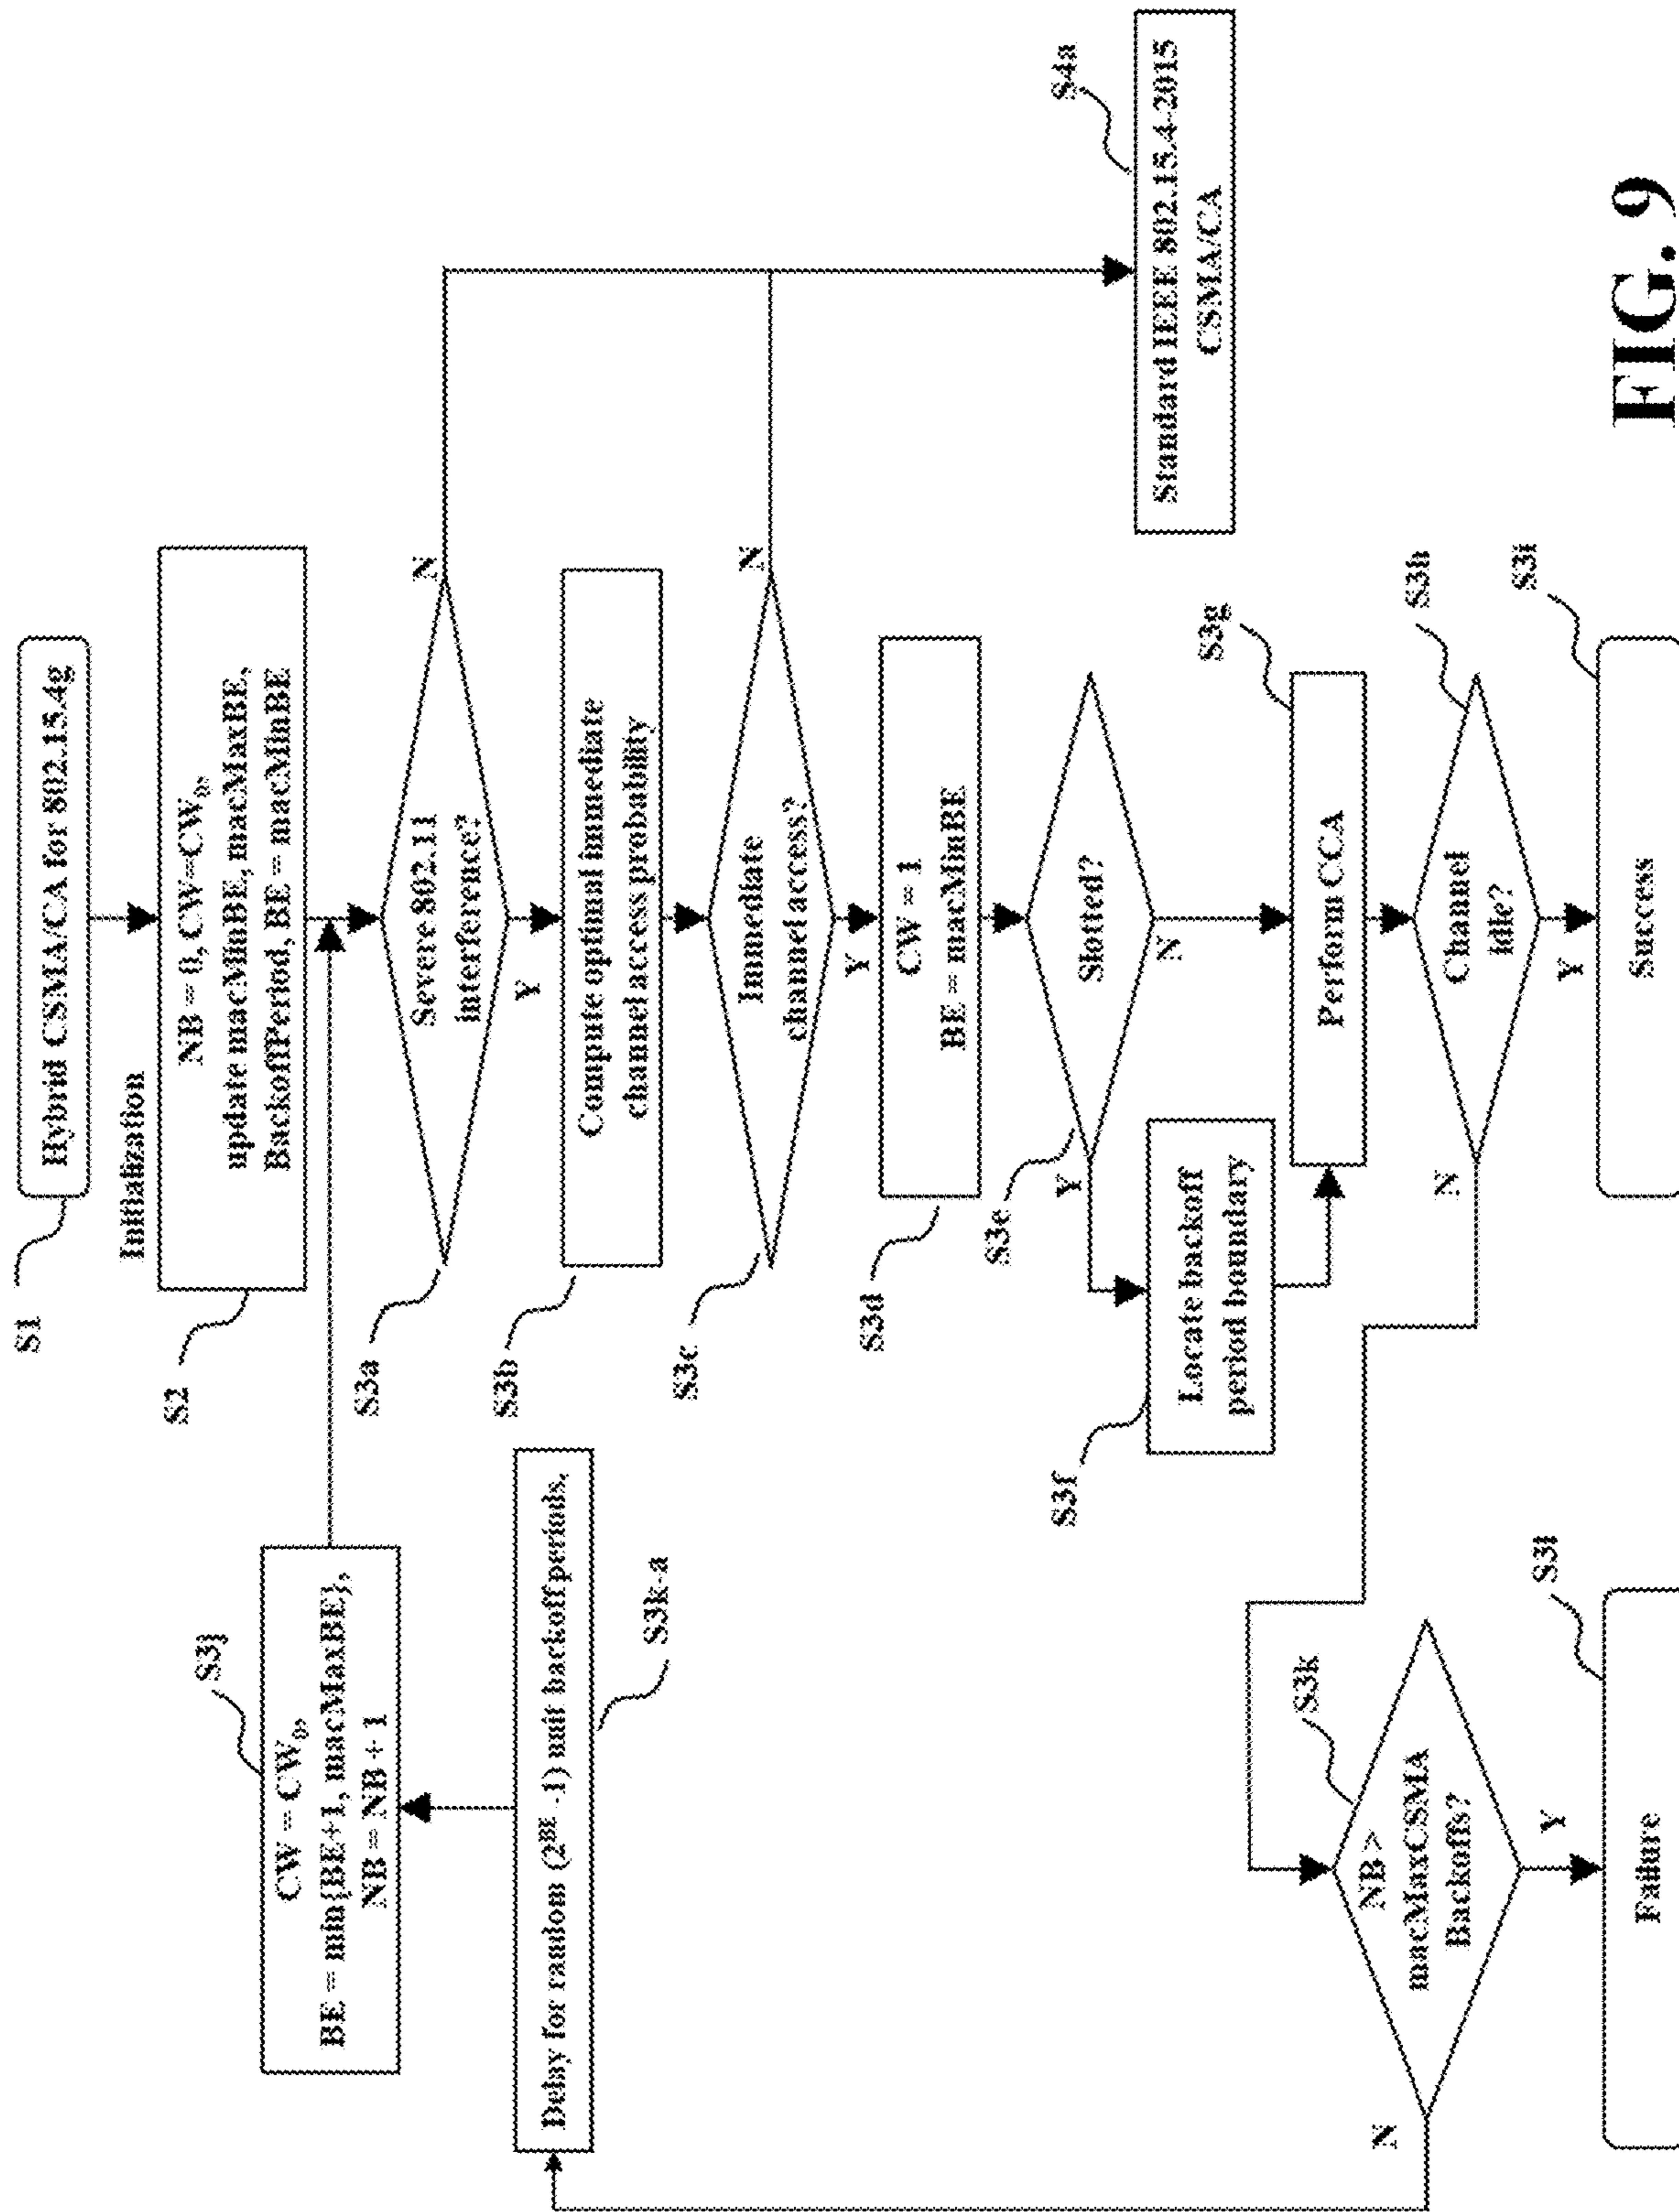 S1
Hybrid CSMA/CA for 802.15.4g
Initialization
S2
NB = 0, CW=CW₀,
update macMinBE, macMaxBE,
BackoffPeriod, BE = macMinBE
S3j
CW = CW₀,
BE = min{BE+1, macMaxBE},
NB = NB + 1
S3a
Severe 802.11
interference?
N
Y
Delay for random (2^BE -1) unit backoff periods.
S3k-a
S3b
Compute optimal immediate
channel access probability
S3c
Immediate
channel access?
N
Y
S3d
CW = 1
BE = macMinBE
S3e
Slotted?
Y
N
S3f
Locate backoff
period boundary
S4a
Standard IEEE 802.15.4-2015
CSMA/CA
S3g
Perform CCA
S3h
Channel
idle?
N
Y
S3i
Success
S3k
NB >
macMaxCSMA
Backoffs?
N
Y
S3l
Failure
FIG. 9